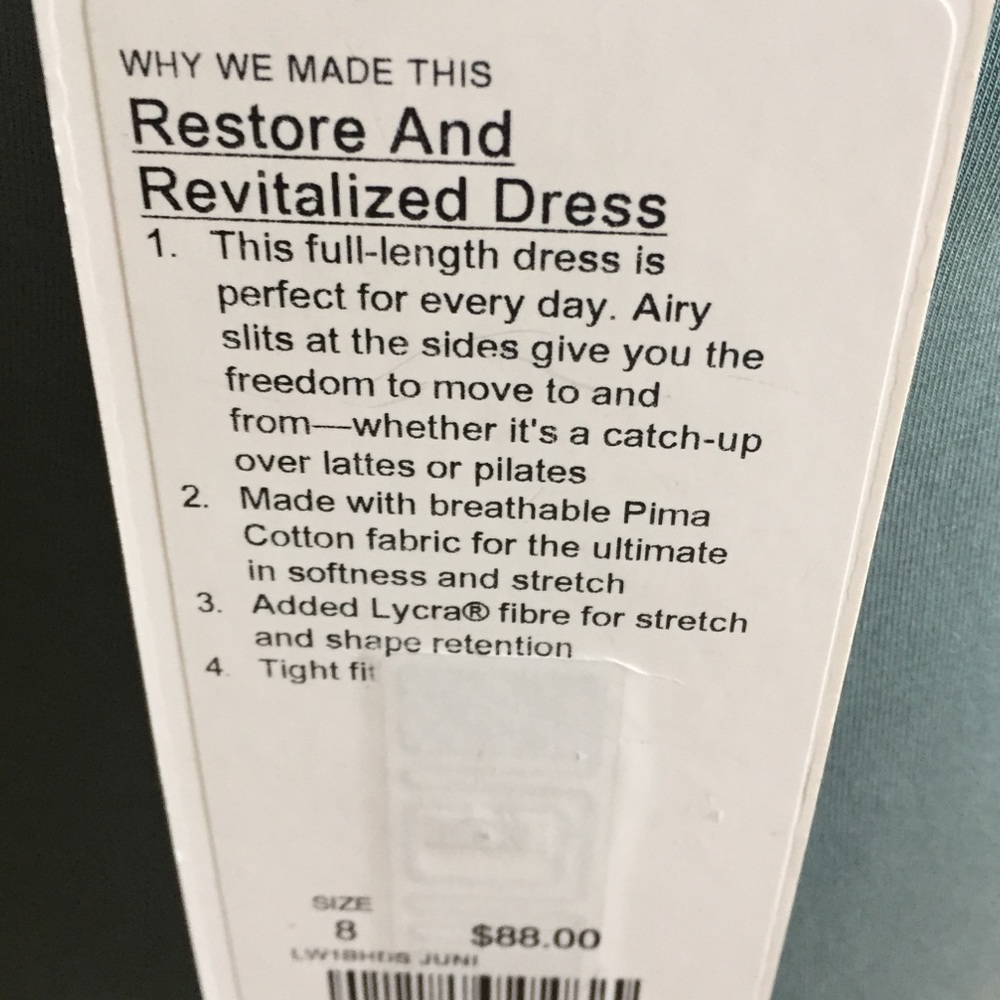 WHY WE MADE THIS
Restore And
Revitalized Dress
1. This full-length dress is
perfect for every day. Airy
slits at the sides give you the
freedom to move to and
from—whether it's a catch-up
over lattes or pilates
2. Made with breathable Pima
Cotton fabric for the ultimate
in softness and stretch
3. Added Lycra® fibre for stretch
and shape retention
4. Tight fit
SIZE
8 $88.00
LW1BHDS JUNI